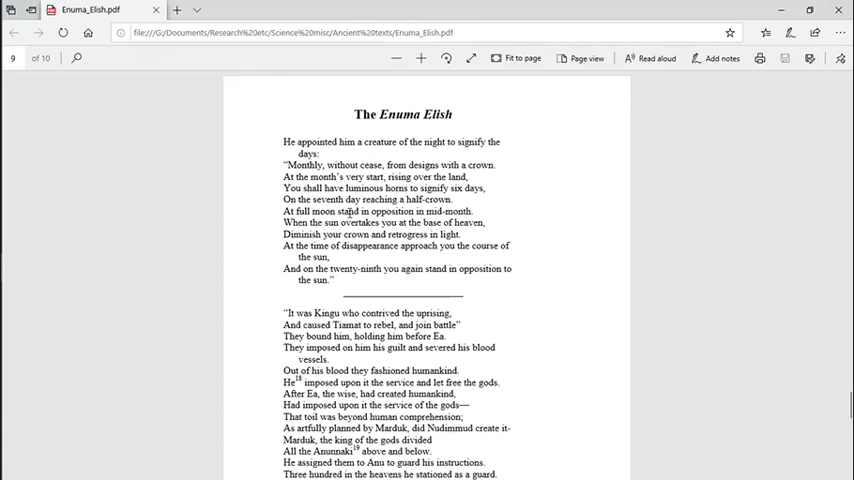 Enuma_Elish.pdf
file:///G:/Documents/Research%20etc/Science%20misc/Ancient%20texts/Enuma_Elish.pdf
9 of 10
Fit to page
Page view
Read aloud
Add notes
The Enuma Elish
He appointed him a creature of the night to signify the
days:
“Monthly, without cease, from designs with a crown.
At the month’s very start, rising over the land,
You shall have luminous horns to signify six days,
On the seventh day reaching a half-crown.
At full moon stand in opposition in mid-month.
When the sun overtakes you at the base of heaven,
Diminish your crown and retrogress in light.
At the time of disappearance approach you the course of
the sun,
And on the twenty-ninth you again stand in opposition to
the sun.”
“It was Kingu who contrived the uprising,
And caused Tiamat to rebel, and join battle”
They bound him, holding him before Ea.
They imposed on him his guilt and severed his blood
vessels.
Out of his blood they fashioned humankind.
He18 imposed upon it the service and let free the gods.
After Ea, the wise, had created humankind,
Had imposed upon it the service of the gods—
That toil was beyond human comprehension;
As artfully planned by Marduk, did Nudimmud create it-
Marduk, the king of the gods divided
All the Anunnaki19 above and below.
He assigned them to Anu to guard his instructions.
Three hundred in the heavens he stationed as a guard.